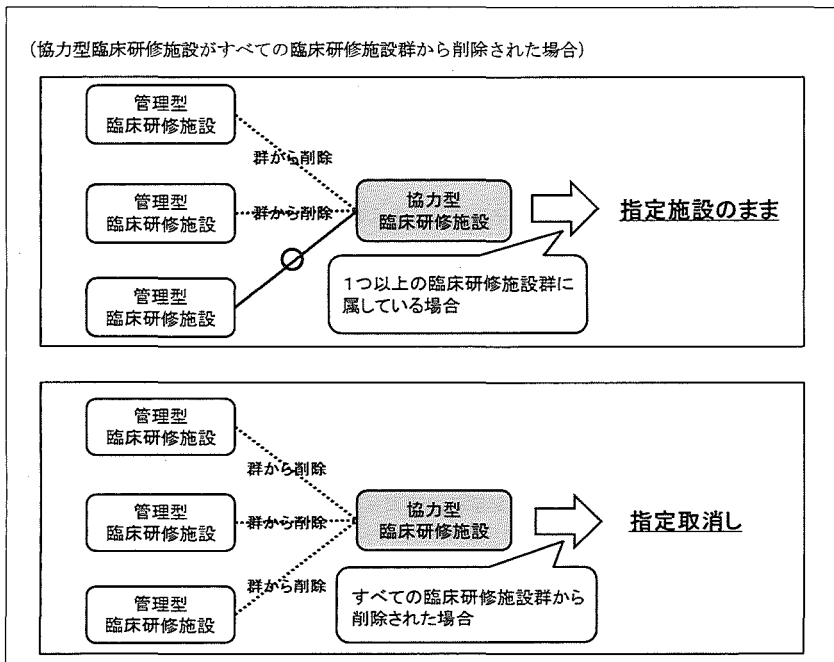 (協力型臨床研修施設がすべての臨床研修施設群から削除された場合)
管理型
臨床研修施設
群から削除
管理型
臨床研修施設
群から削除
協力型
臨床研修施設
指定施設のまま
管理型
臨床研修施設
1つ以上の臨床研修施設群に
属している場合
管理型
臨床研修施設
群から削除
管理型
臨床研修施設
群から削除
協力型
臨床研修施設
指定取消し
管理型
臨床研修施設
群から削除
すべての臨床研修施設群から
削除された場合